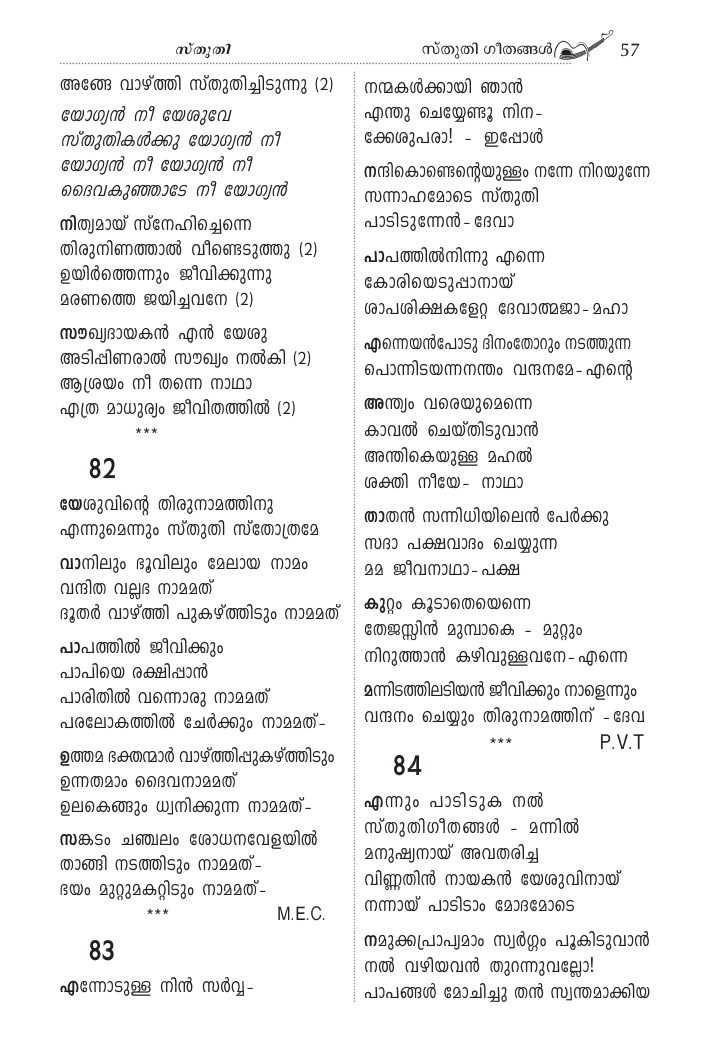 സ്തുതി
സ്തുതി ഗീതങ്ങൾ 57
അങ്ങേ വാഴ്ത്തി സ്തുതിച്ചിടുന്നു (2)
യോഗ്യൻ നീ യേശുവേ
സ്തുതികൾക്കു യോഗ്യൻ നീ
യോഗ്യൻ നീ യോഗ്യൻ നീ
ദൈവകുഞ്ഞാടേ നീ യോഗ്യൻ
നിത്യമായ് സ്നേഹിച്ചെന്നെ
തിരുനിണത്താൽ വീണ്ടെടുത്തു (2)
ഉയിർത്തെന്നും ജീവിക്കുന്നു
മരണത്തെ ജയിച്ചവനേ (2)
സൗഖ്യദായകൻ എൻ യേശു
അടിപ്പിണരാൽ സൗഖ്യം നൽകി (2)
ആശ്രയം നീ തന്നെ നാഥാ
എത്ര മാധുര്യം ജീവിതത്തിൽ (2)
***
82
യേശുവിന്റെ തിരുനാമത്തിനു
എന്നുമെന്നും സ്തുതി സ്തോത്രമേ
വാനിലും ഭൂവിലും മേലായ നാമം
വന്ദിത വല്ലഭ നാമമത്
ദൂതർ വാഴ്ത്തി പുകഴ്ത്തിടും നാമമത്
പാപത്തിൽ ജീവിക്കും
പാപിയെ രക്ഷിപ്പാൻ
പാരിതിൽ വന്നൊരു നാമമത്
പരലോകത്തിൽ ചേർക്കും നാമമത്-
ഉത്തമ ഭക്തന്മാർ വാഴ്ത്തിപ്പുകഴ്ത്തിടും
ഉന്നതമാം ദൈവനാമമത്
ഉലകെങ്ങും ധ്വനിക്കുന്ന നാമമത്-
സങ്കടം ചഞ്ചലം ശോധനവേളയിൽ
താങ്ങി നടത്തിടും നാമമത്-
ഭയം മുറ്റുമകറ്റിടും നാമമത്-
*** M.E.C.
83
എന്നോടുള്ള നിൻ സർവ്വ-
നന്മകൾക്കായി ഞാൻ
എന്തു ചെയ്യേണ്ടൂ നിന-
ക്കേശുപരാ! - ഇപ്പോൾ
നന്ദികൊണ്ടെന്റെയുള്ളം നന്നേ നിറയുന്നേ
സന്നാഹമോടെ സ്തുതി
പാടിടുന്നേൻ-ദേവാ
പാപത്തിൽനിന്നു എന്നെ
കോരിയെടുപ്പാനായ്
ശാപശിക്ഷകളേറ്റ ദേവാത്മജാ-മഹാ
എന്നെയൻപോടു ദിനംതോറും നടത്തുന്ന
പൊന്നിടയന്നനന്തം വന്ദനമേ-എന്റെ
അന്ത്യം വരെയുമെന്നെ
കാവൽ ചെയ്തിടുവാൻ
അന്തികെയുള്ള മഹൽ
ശക്തി നീയേ- നാഥാ
താതൻ സന്നിധിയിലെൻ പേർക്കു
സദാ പക്ഷവാദം ചെയ്യുന്ന
മമ ജീവനാഥാ-പക്ഷ
കുറ്റം കൂടാതെയെന്നെ
തേജസ്സിൻ മുമ്പാകെ - മുറ്റും
നിറുത്താൻ കഴിവുള്ളവനേ-എന്നെ
മന്നിടത്തിലടിയൻ ജീവിക്കും നാളെന്നും
വന്ദനം ചെയ്യും തിരുനാമത്തിന് -ദേവ
*** P.V.T
84
എന്നും പാടിടുക നൽ
സ്തുതിഗീതങ്ങൾ - മന്നിൽ
മനുഷ്യനായ് അവതരിച്ച
വിണ്ണതിൻ നായകൻ യേശുവിനായ്
നന്നായ് പാടിടാം മോദമോടെ
നമുക്കപ്രാപ്യമാം സ്വർഗ്ഗം പൂകിടുവാൻ
നൽ വഴിയവൻ തുറന്നുവല്ലോ!
പാപങ്ങൾ മോചിച്ചു തൻ സ്വന്തമാക്കിയ